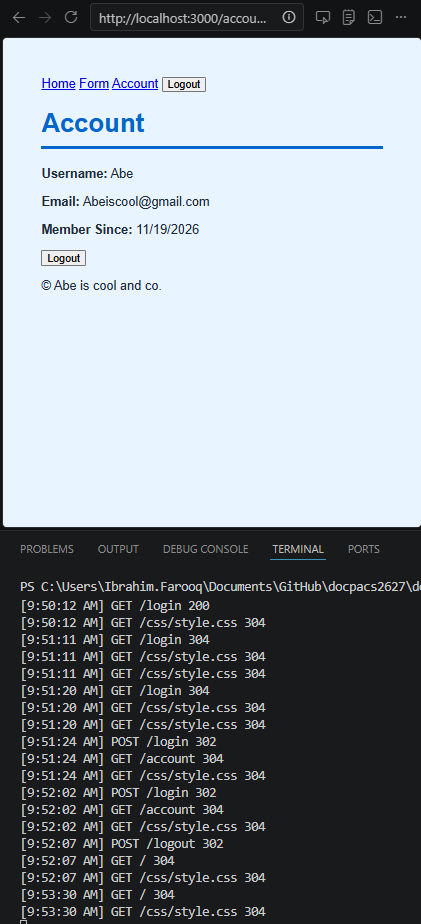 http://localhost:3000/accou...
Home Form Account Logout
Account
Username: Abe
Email: Abeiscool@gmail.com
Member Since: 11/19/2026
Logout
© Abe is cool and co.
PROBLEMS OUTPUT DEBUG CONSOLE TERMINAL PORTS
PS C:\Users\Ibrahim.Farooq\Documents\GitHub\docpacs2627\do
[9:50:12 AM] GET /login 200
[9:50:12 AM] GET /css/style.css 304
[9:51:11 AM] GET /login 304
[9:51:11 AM] GET /css/style.css 304
[9:51:11 AM] GET /css/style.css 304
[9:51:20 AM] GET /login 304
[9:51:20 AM] GET /css/style.css 304
[9:51:20 AM] GET /css/style.css 304
[9:51:24 AM] POST /login 302
[9:51:24 AM] GET /account 304
[9:51:24 AM] GET /css/style.css 304
[9:52:02 AM] POST /login 302
[9:52:02 AM] GET /account 304
[9:52:02 AM] GET /css/style.css 304
[9:52:07 AM] POST /logout 302
[9:52:07 AM] GET / 304
[9:52:07 AM] GET /css/style.css 304
[9:53:30 AM] GET / 304
[9:53:30 AM] GET /css/style.css 304